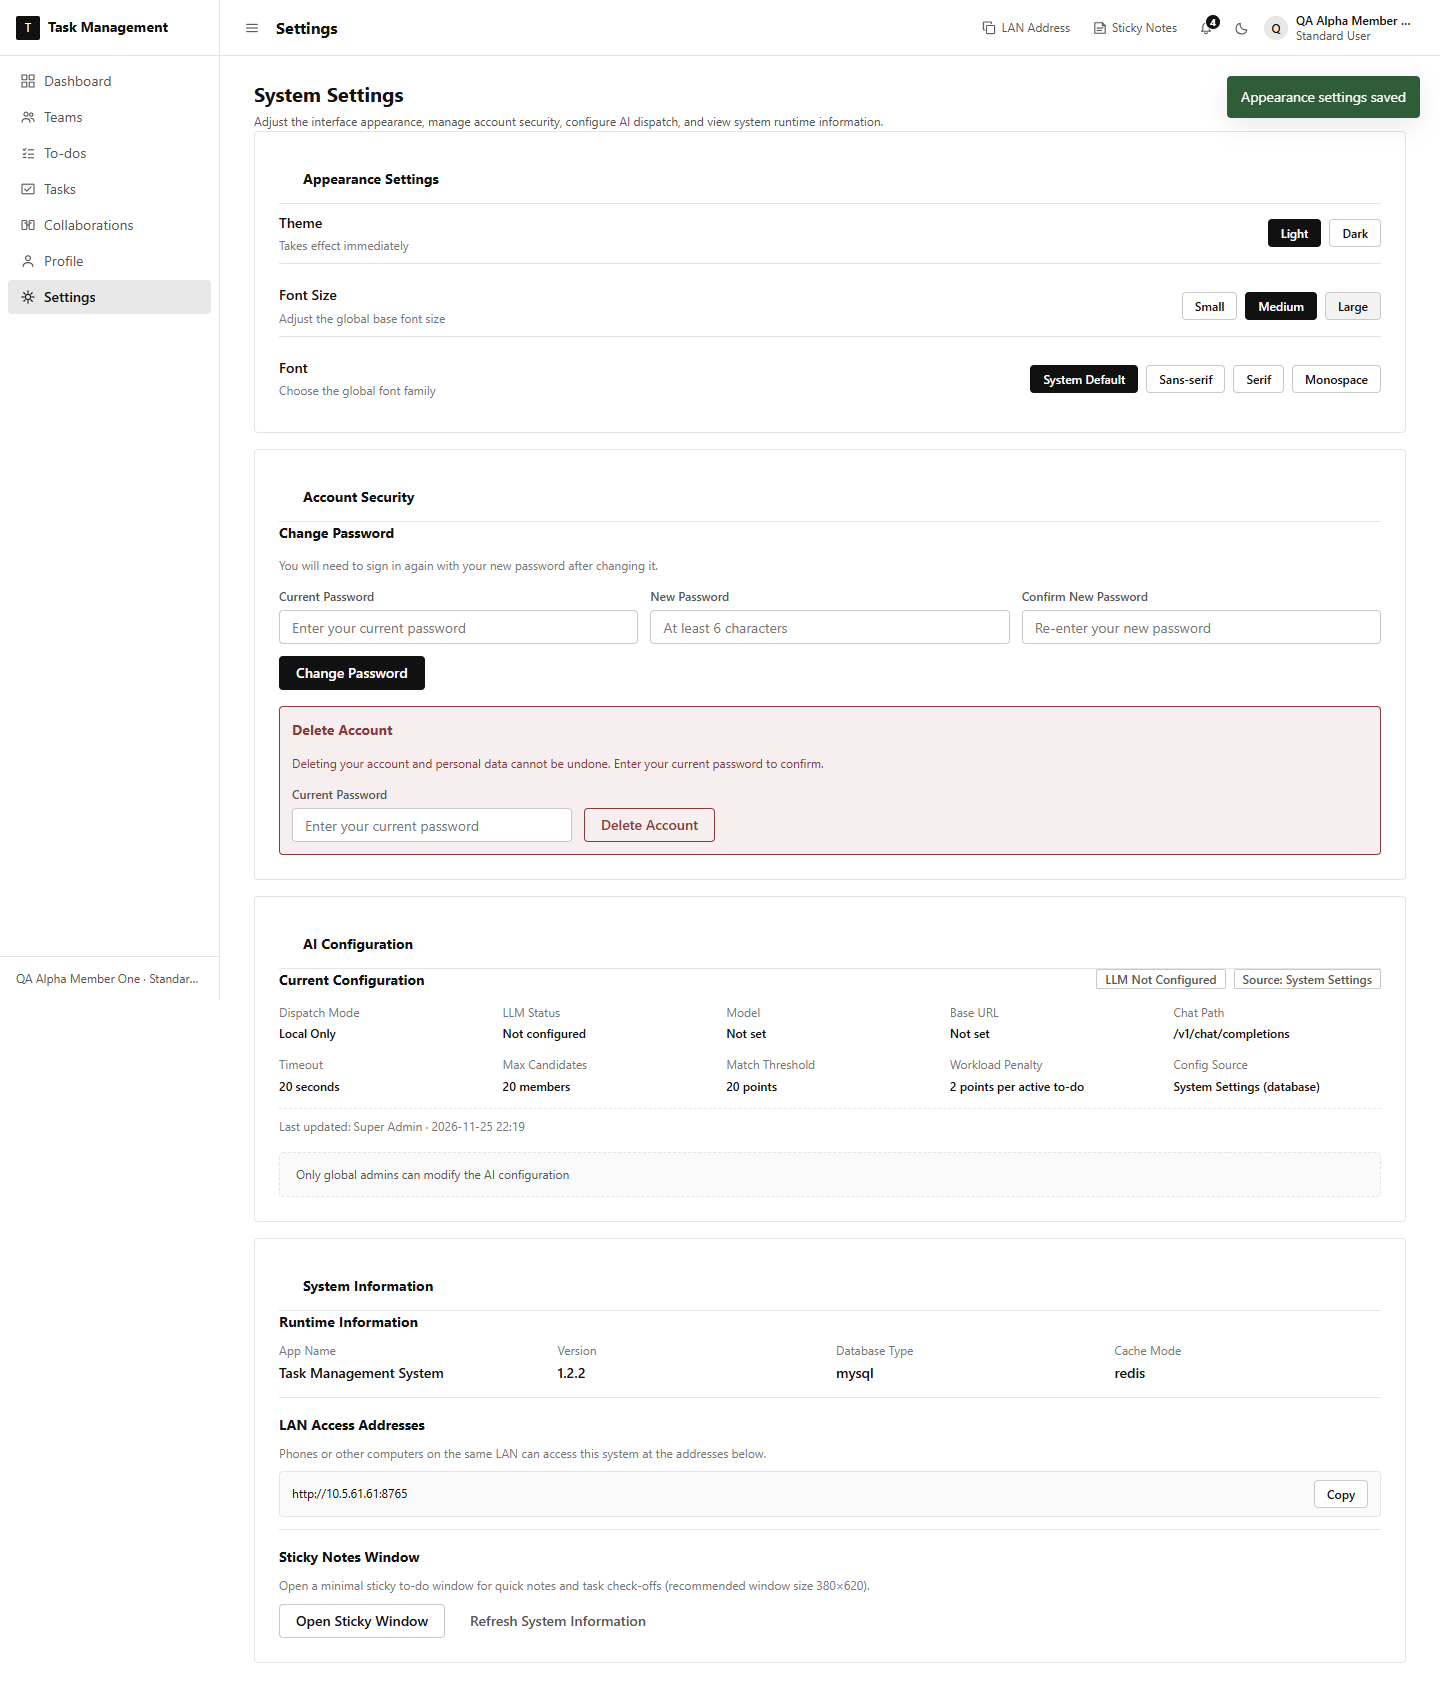 T Task Management
Settings
LAN Address
Sticky Notes
4
Q
QA Alpha Member ...
Standard User
Dashboard
Teams
To-dos
Tasks
Collaborations
Profile
Settings
QA Alpha Member One · Standar...
System Settings
Adjust the interface appearance, manage account security, configure AI dispatch, and view system runtime information.
Appearance settings saved
Appearance Settings
Theme
Takes effect immediately
Light Dark
Font Size
Adjust the global base font size
Small Medium Large
Font
Choose the global font family
System Default Sans-serif Serif Monospace
Account Security
Change Password
You will need to sign in again with your new password after changing it.
Current Password New Password Confirm New Password
Enter your current password At least 6 characters Re-enter your new password
Change Password
Delete Account
Deleting your account and personal data cannot be undone. Enter your current password to confirm.
Current Password
Enter your current password Delete Account
AI Configuration
Current Configuration LLM Not Configured Source: System Settings
Dispatch Mode LLM Status Model Base URL Chat Path
Local Only Not configured Not set Not set /v1/chat/completions
Timeout Max Candidates Match Threshold Workload Penalty Config Source
20 seconds 20 members 20 points 2 points per active to-do System Settings (database)
Last updated: Super Admin · 2026-11-25 22:19
Only global admins can modify the AI configuration
System Information
Runtime Information
App Name Version Database Type Cache Mode
Task Management System 1.2.2 mysql redis
LAN Access Addresses
Phones or other computers on the same LAN can access this system at the addresses below.
http://10.5.61.61:8765 Copy
Sticky Notes Window
Open a minimal sticky to-do window for quick notes and task check-offs (recommended window size 380×620).
Open Sticky Window Refresh System Information